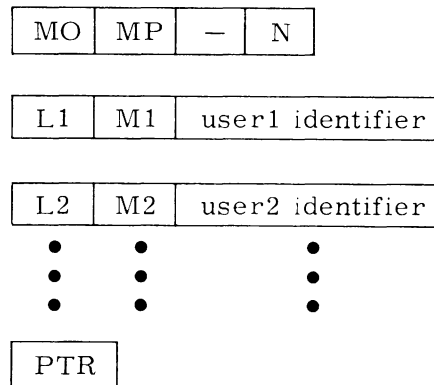 MO MP – N
L1 M1 user1 identifier
L2 M2 user2 identifier
PTR